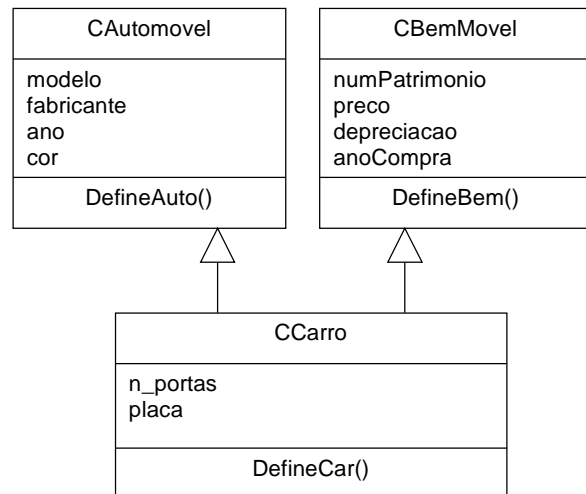 CAutomovel
modelo
fabricante
ano
cor
DefineAuto()
CBemMovel
numPatrimonio
preco
depreciacao
anoCompra
DefineBem()
CCarro
n_portas
placa
DefineCar()